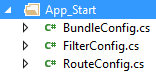 App_Start
C# BundleConfig.cs
C# FilterConfig.cs
C# RouteConfig.cs